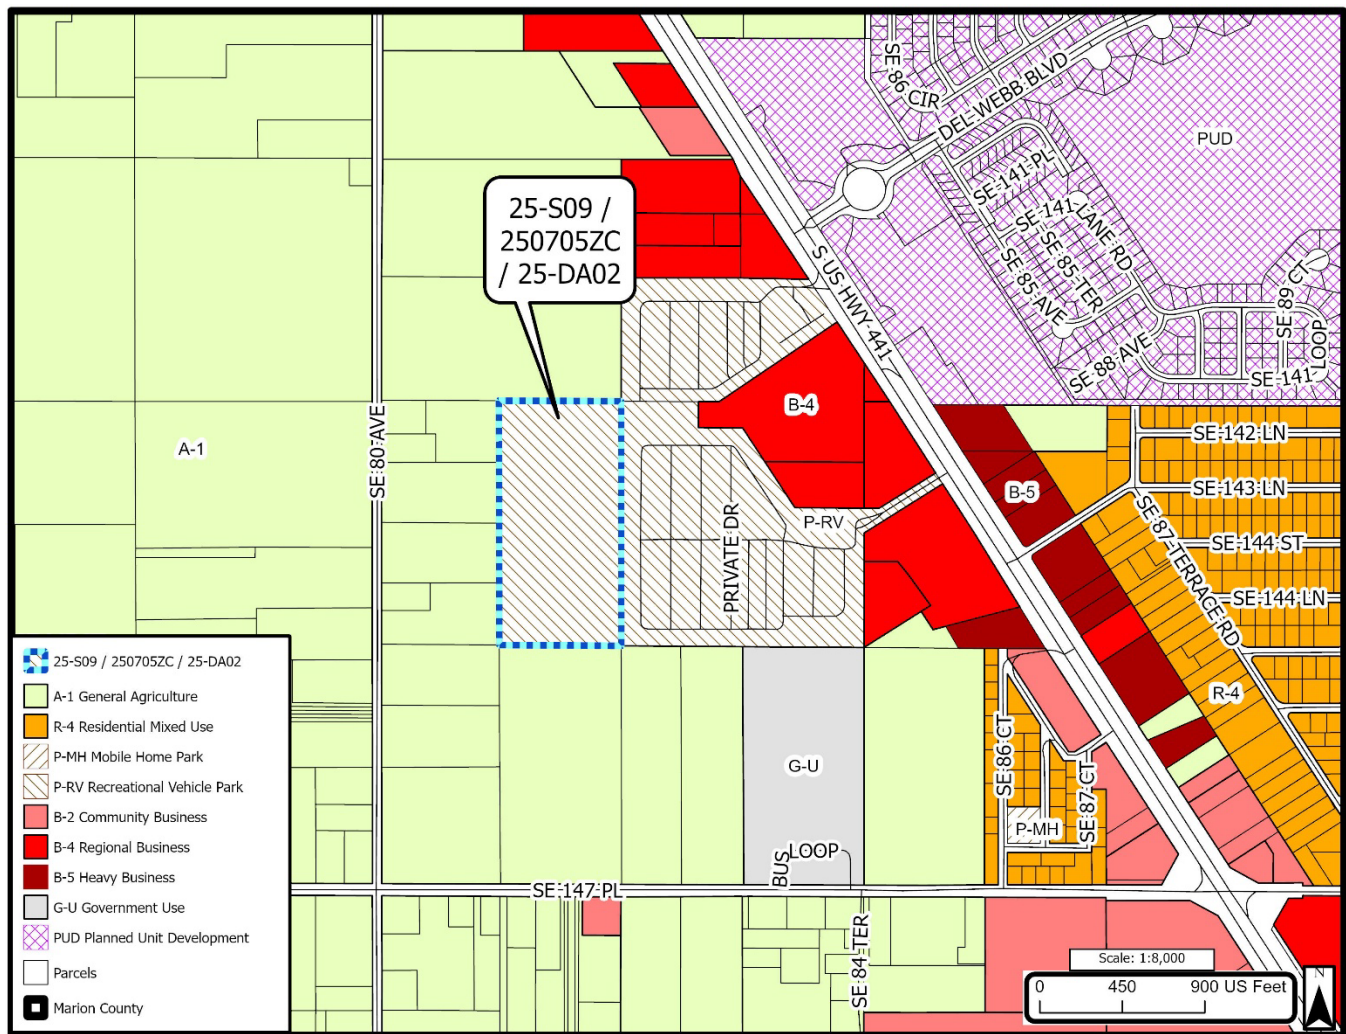 SE 86 CIR
DEL WEBB BLVD
PUD
SE 141 PL
SE 141
LANE RD
SE 85 TER
SE 85 AVE
SE 89 CT
LOOP
SE 88 AVE
SE 141
25-S09 /
250705ZC
/ 25-DA02
S US HWY 441
A-1
SE 80 AVE
B-4
B-5
P-RV
PRIVATE DR
SE 142 LN
SE 143 LN
SE 144 ST
SE 144 LN
SE 87 TERRACE RD
R-4
G-U
SE 86 CT
SE 87 CT
P-MH
BUS
LOOP
SE 147 PL
SE 84 TER
25-S09 / 250705ZC / 25-DA02
A-1 General Agriculture
R-4 Residential Mixed Use
P-MH Mobile Home Park
P-RV Recreational Vehicle Park
B-2 Community Business
B-4 Regional Business
B-5 Heavy Business
G-U Government Use
PUD Planned Unit Development
Parcels
Marion County
Scale: 1:8,000
0 450 900 US Feet
N